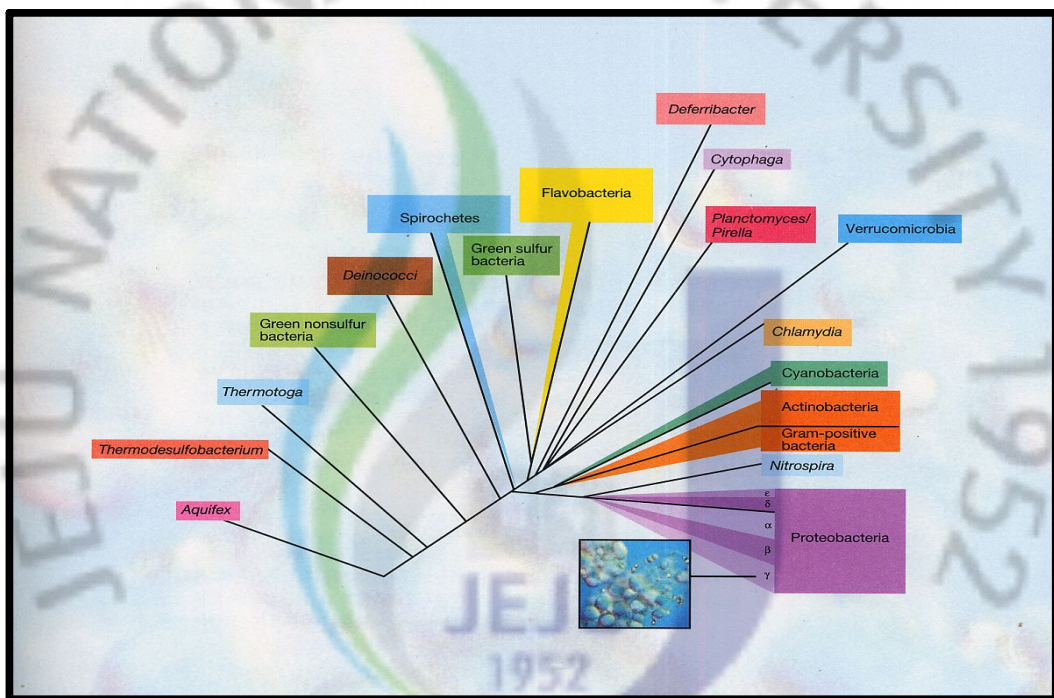 JEJU NATIONAL UNIVERSITY 1952
Deferribacter
Cytophaga
Flavobacteria
Spirochetes
Planctomyces/
Pirella
Verrucomicrobia
Green sulfur
bacteria
Deinococci
Green nonsulfur
bacteria
Chlamydia
Cyanobacteria
Thermotoga
Actinobacteria
Gram-positive
bacteria
Thermodesulfobacterium
Nitrospira
Aquifex
ε
δ
α
β
γ
Proteobacteria
JEJU
1952